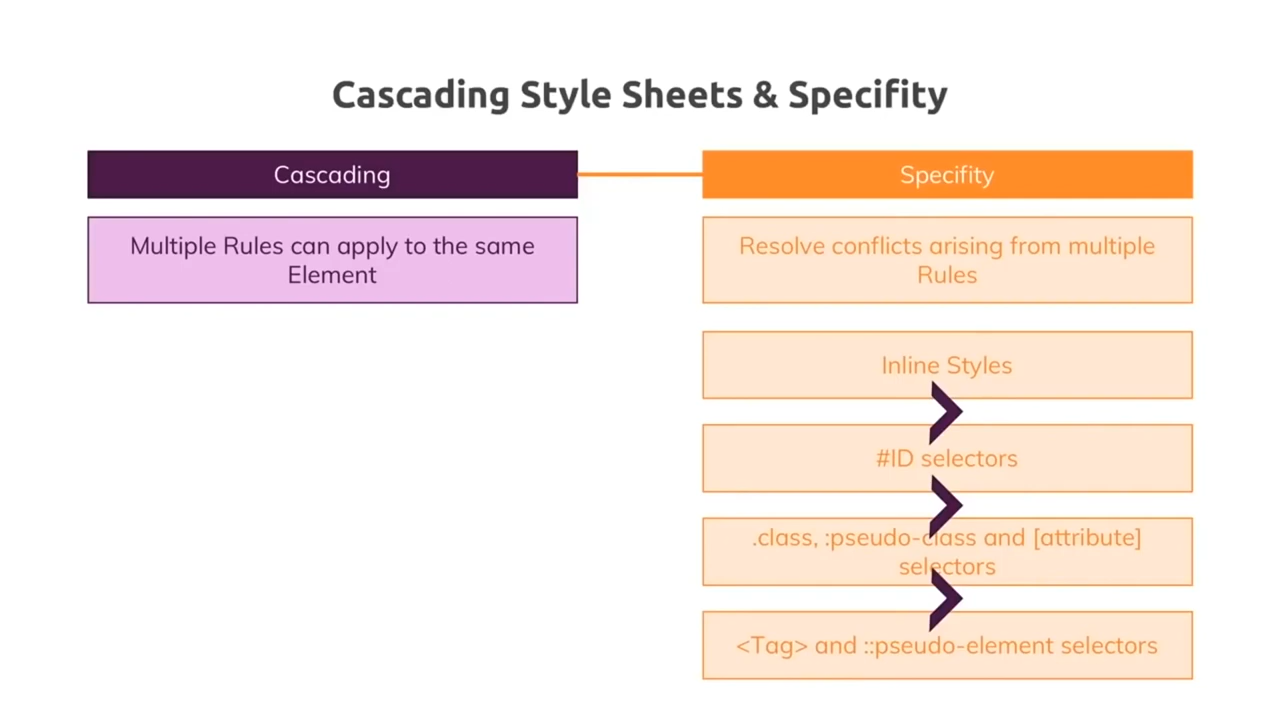 Cascading Style Sheets & Specifity
Cascading
Specifity
Multiple Rules can apply to the same
Element
Resolve conflicts arising from multiple
Rules
Inline Styles
#ID selectors
.class, :pseudo-class and [attribute]
selectors
<Tag> and ::pseudo-element selectors